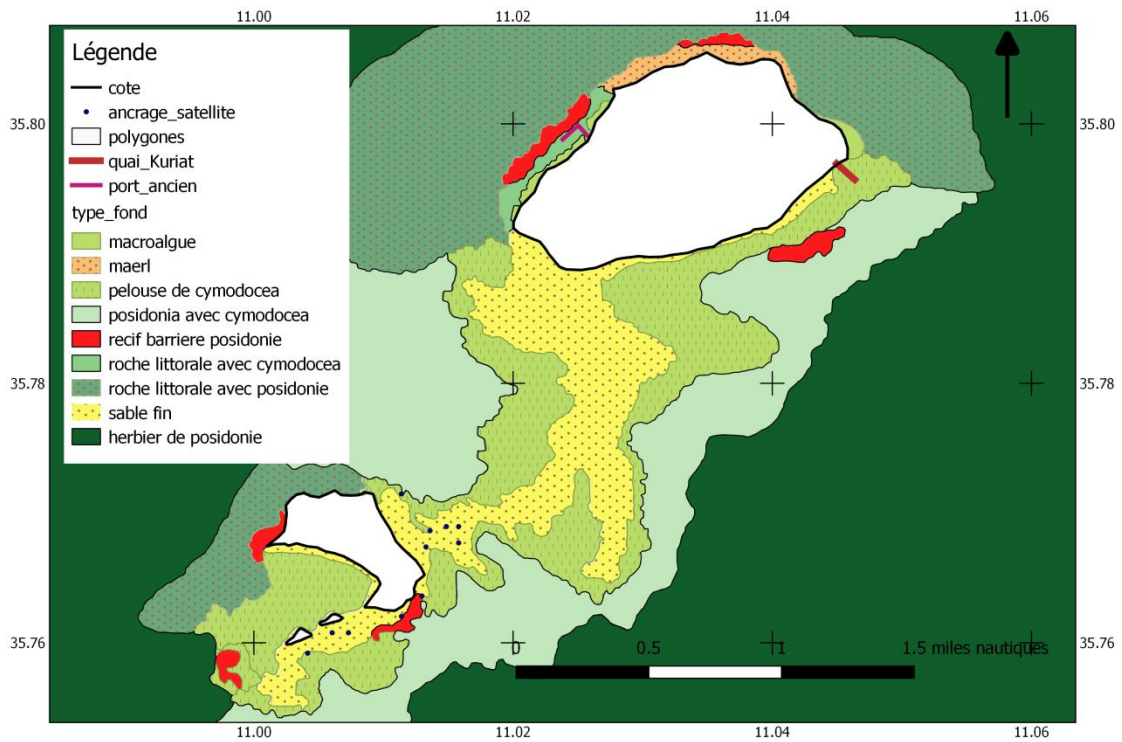 11.00 11.02 11.04 11.06
Légende
cote
ancrage_satellite
polygones
quai_Kuriat
port_ancien
type_fond
macroalgue
maerl
pelouse de cymodocea
posidonia avec cymodocea
recif barriere posidonie
roche littorale avec cymodocea
roche littorale avec posidonie
sable fin
herbier de posidonie
35.80 35.80
35.78 35.78
35.76 35.76
0 0.5 1 1.5 miles nautiques
11.00 11.02 11.04 11.06